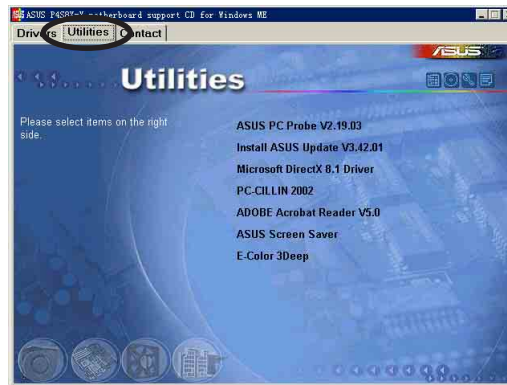 ASUS P4S8X-X motherboard support CD for Windows ME
Drivers Utilities Contact
ASUS
Utilities
Please select items on the right
side.
ASUS PC Probe V2.19.03
Install ASUS Update V3.42.01
Microsoft DirectX 8.1 Driver
PC-CILLIN 2002
ADOBE Acrobat Reader V5.0
ASUS Screen Saver
E-Color 3Deep